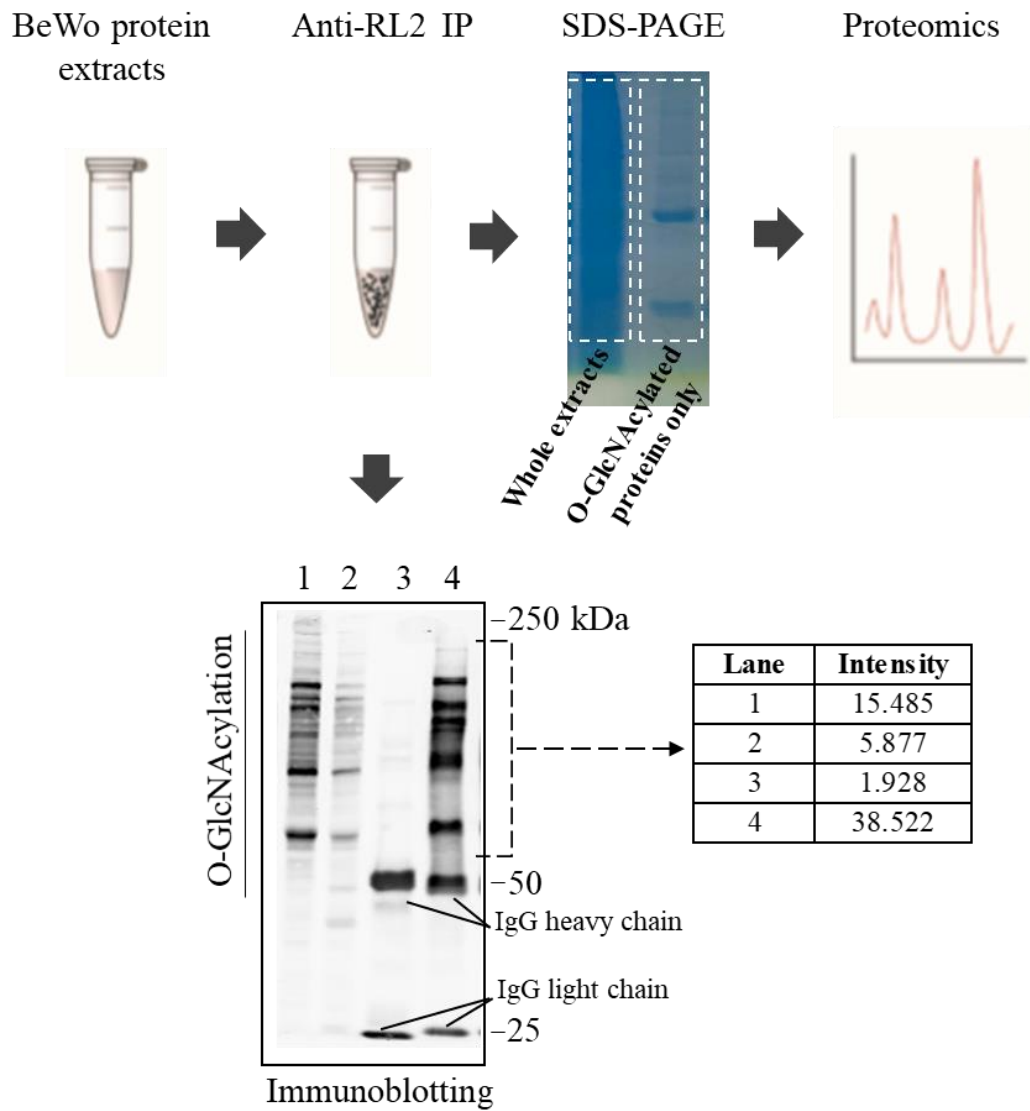 BeWo protein
extracts
Anti-RL2 IP
SDS-PAGE
Proteomics
Whole extracts
O-GlcNAcylated
proteins only
1 2 3 4
O-GlcNAcylation
–250 kDa
–50
IgG heavy chain
IgG light chain
–25
Immunoblotting
Lane Intensity
1 15.485
2 5.877
3 1.928
4 38.522